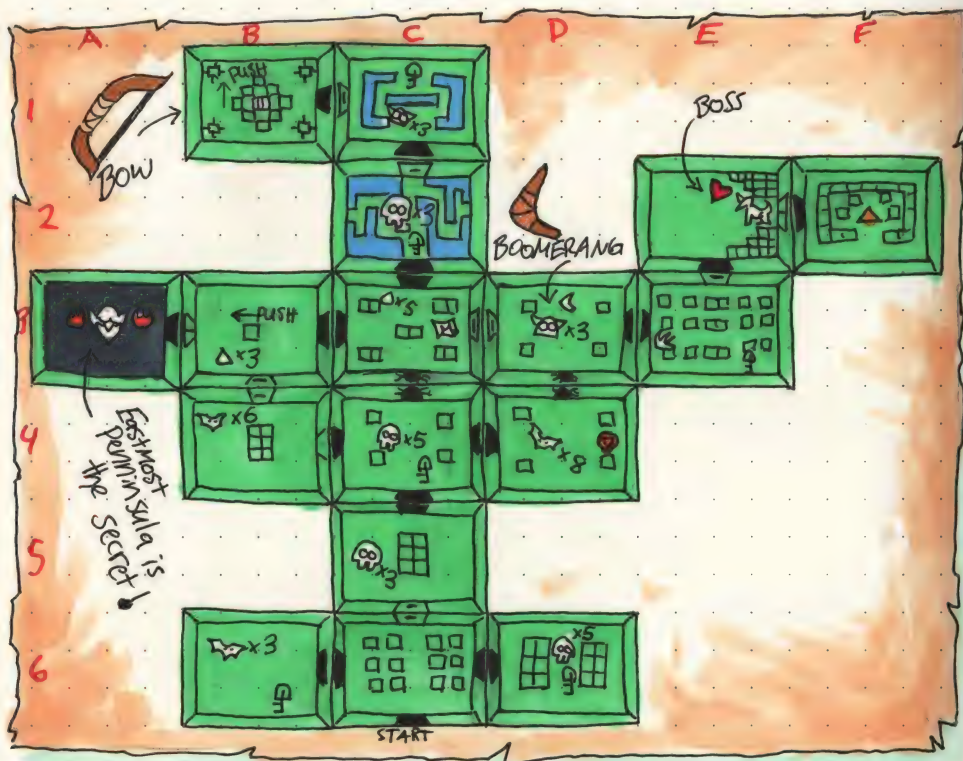 A B C D E F
1
PUSH
x3
BOW
BOSS
2
x3
BOOMERANG
3
PUSH
x3
x5
x3
4
x6
x5
x8
Eastmost
penninsula is
the secret!
5
x3
6
x3
x5
START